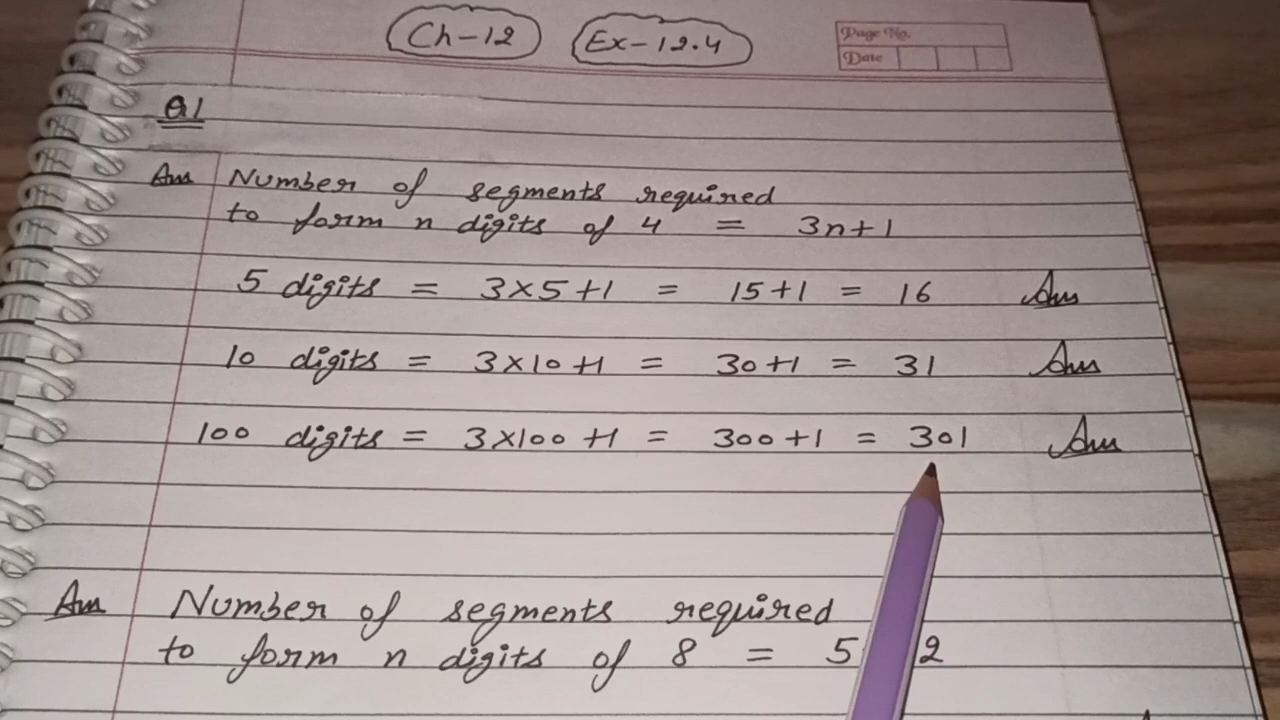 Ch-12 Ex-12.4
Page No.
Date
Q1
Ans Number of segments required
to form n digits of 4 = 3n+1
5 digits = 3×5+1 = 15+1 = 16 Ans
10 digits = 3×10+1 = 30+1 = 31 Ans
100 digits = 3×100+1 = 300+1 = 301 Ans
Ans Number of segments required
to form n digits of 8 = 5 2